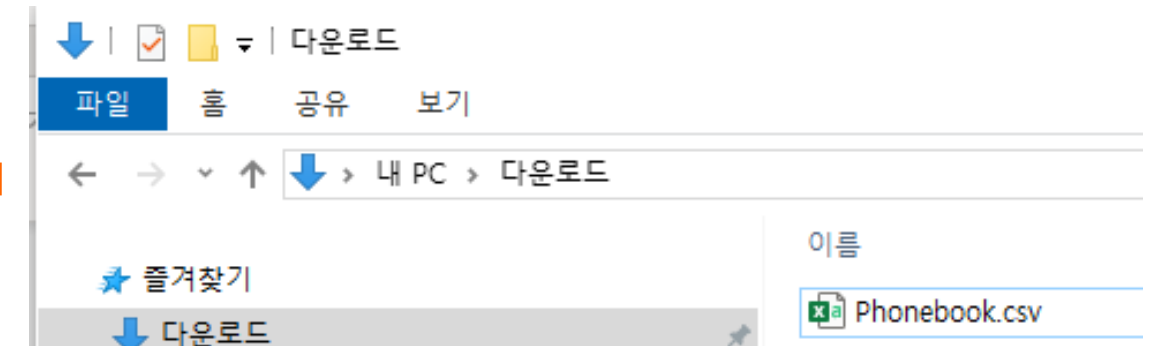 다운로드
파일 홈 공유 보기
내 PC > 다운로드
이름
즐겨찾기
Phonebook.csv
다운로드